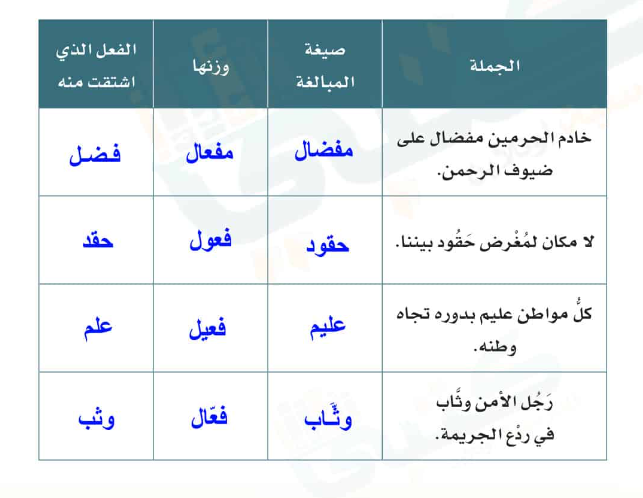 الجملة
صيغة
المبالغة
وزنها
الفعل الذي
اشتقت منه
خادم الحرمين مفضال على
ضيوف الرحمن.
مفضال
مفعال
فضل
لا مكان لمُغْرض حَقُود بيننا.
حقود
فعول
حقد
كلُّ مواطن عليم بدوره تجاه
وطنه.
عليم
فعيل
علم
رَجُل الأمن وثَّاب
في ردْع الجريمة.
وثَّاب
فعّال
وثب